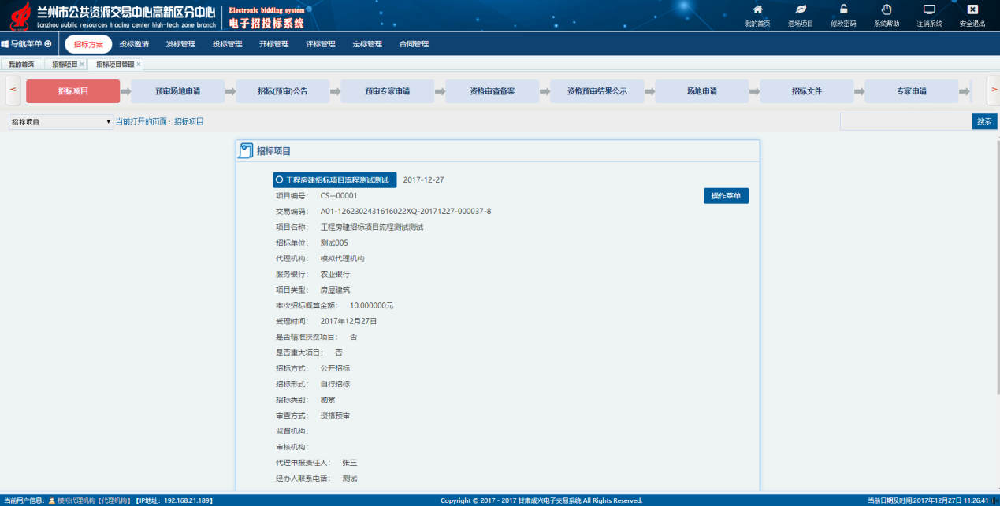 兰州市公共资源交易中心高新区分中心
Lanzhou public resources trading center high-tech zone branch
Electronic bidding system
电子招投标系统
我的首页 进场项目 修改密码 系统帮助 注销系统 安全退出
导航菜单 招标方案 投标邀请 发标管理 投标管理 开标管理 评标管理 定标管理 合同管理
我的首页 招标项目 × 招标项目管理 ×
< 招标项目 预审场地申请 招标(预审)公告 预审专家申请 资格审查备案 资格预审结果公示 场地申请 招标文件 专家申请 >
招标项目 当前打开的页面：招标项目 搜索
招标项目
工程房建招标项目流程测试测试 2017-12-27
项目编号： CS--00001
操作菜单
交易编码： A01-1262302431616022XQ-20171227-000037-8
项目名称： 工程房建招标项目流程测试测试
招标单位： 测试005
代理机构： 模拟代理机构
服务银行： 农业银行
项目类型： 房屋建筑
本次招标概算金额： 10.000000元
受理时间： 2017年12月27日
是否精准扶贫项目： 否
是否重大项目： 否
招标方式： 公开招标
招标形式： 自行招标
招标类别： 勘察
审查方式： 资格预审
监督机构：
审核机构：
代理申报责任人： 张三
经办人联系电话： 测试
当前用户信息： 模拟代理机构【代理机构】【IP地址：192.168.21.189】 Copyright © 2017 - 2017 甘肃成兴电子交易系统 All Rights Reserved. 当前日期及时间:2017年12月27日 11:26:41